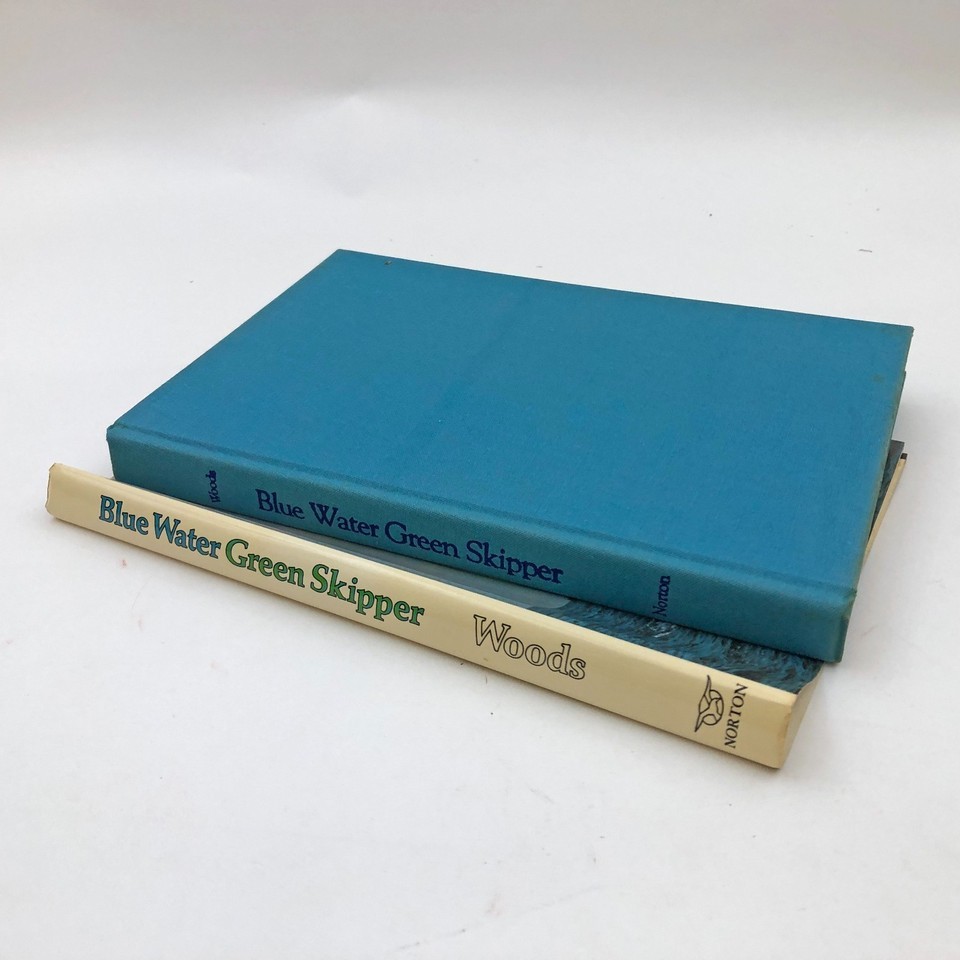 Woods
Blue Water Green Skipper
Norton
Blue Water Green Skipper
Woods
NORTON